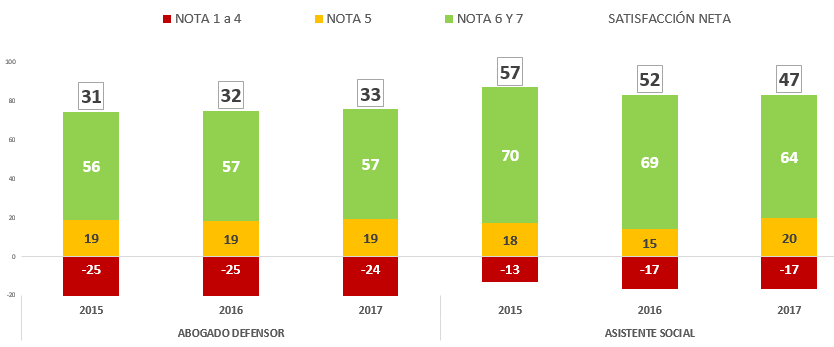 NOTA 1 a 4 NOTA 5 NOTA 6 Y 7 SATISFACCIÓN NETA
100
80
60
40
20
0
-20
31 32 33 57 52 47
56 57 57 70 69 64
19 19 19 18 15 20
-25 -25 -24 -13 -17 -17
2015 2016 2017 2015 2016 2017
ABOGADO DEFENSOR ASISTENTE SOCIAL